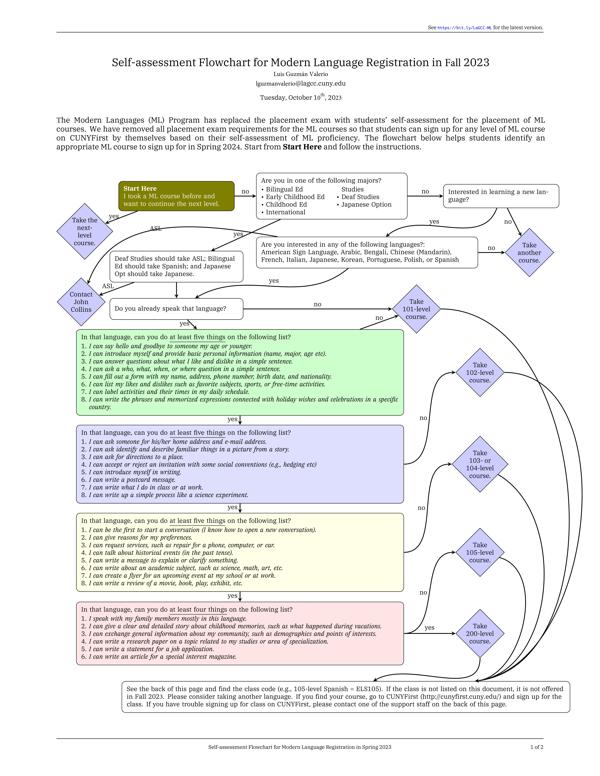 See https://bit.ly/LaGCC-ML for the latest version.
Self-assessment Flowchart for Modern Language Registration in Fall 2023
Luis Guzmán Valerio
lguzmanvalerio@lagcc.cuny.edu
Tuesday, October 10th, 2023
The Modern Languages (ML) Program has replaced the placement exam with students' self-assessment for the placement of ML
courses. We have removed all placement exam requirements for the ML courses so that students can sign up for any level of ML course
on CUNYFirst by themselves based on their self-assessment of ML proficiency. The flowchart below helps students identify an
appropriate ML course to sign up for in Spring 2024. Start from Start Here and follow the instructions.
Start Here
I took a ML course before and
want to continue the next level.
no
Are you in one of the following majors?
• Bilingual Ed
• Early Childhood Ed
• Childhood Ed
• International
Studies
• Deaf Studies
• Japanese Option
no
Interested in learning a new lan-
guage?
yes
Take the
next-
level
course.
ASL
yes
yes
no
Deaf Studies should take ASL; Bilingual
Ed should take Spanish; and Japanese
Opt should take Japanese.
Are you interested in any of the following languages?:
American Sign Language, Arabic, Bengali, Chinese (Mandarin),
French, Italian, Japanese, Korean, Portuguese, Polish, or Spanish
no
Take
another
course.
ASL
yes
Contact
John
Collins
Do you already speak that language?
no
Take
101-level
course.
yes
no
In that language, can you do at least five things on the following list?
1. I can say hello and goodbye to someone my age or younger.
2. I can introduce myself and provide basic personal information (name, major, age etc).
3. I can answer questions about what I like and dislike in a simple sentence.
4. I can ask a who, what, when, or where question in a simple sentence.
5. I can fill out a form with my name, address, phone number, birth date, and nationality.
6. I can list my likes and dislikes such as favorite subjects, sports, or free-time activities.
7. I can label activities and their times in my daily schedule.
8. I can write the phrases and memorized expressions connected with holiday wishes and celebrations in a specific
country.
Take
102-level
course.
yes
no
In that language, can you do at least five things on the following list?
1. I can ask someone for his/her home address and e-mail address.
2. I can ask identify and describe familiar things in a picture from a story.
3. I can ask for directions to a place.
4. I can accept or reject an invitation with some social conventions (e.g., hedging etc)
5. I can introduce myself in writing.
6. I can write a postcard message.
7. I can write what I do in class or at work.
8. I can write up a simple process like a science experiment.
Take
103- or
104-level
course.
yes
no
In that language, can you do at least five things on the following list?
1. I can be the first to start a conversation (I know how to open a new conversation).
2. I can give reasons for my preferences.
3. I can request services, such as repair for a phone, computer, or car.
4. I can talk about historical events (in the past tense).
5. I can write a message to explain or clarify something.
6. I can write about an academic subject, such as science, math, art, etc.
7. I can create a flyer for an upcoming event at my school or at work.
8. I can write a review of a movie, book, play, exhibit, etc.
Take
105-level
course.
yes
no
In that language, can you do at least four things on the following list?
1. I speak with my family members mostly in this language.
2. I can give a clear and detailed story about childhood memories, such as what happened during vacations.
3. I can exchange general information about my community, such as demographics and points of interests.
4. I can write a research paper on a topic related to my studies or area of specialization.
5. I can write a statement for a job application.
6. I can write an article for a special interest magazine.
yes
Take
200-level
course.
See the back of this page and find the class code (e.g., 105-level Spanish = ELS105). If the class is not listed on this document, it is not offered
in Fall 2023. Please consider taking another language. If you find your course, go to CUNYFirst (http://cunyfirst.cuny.edu/) and sign up for the
class. If you have trouble signing up for class on CUNYFirst, please contact one of the support staff on the back of this page.
Self-assessment Flowchart for Modern Language Registration in Spring 2023
1 of 2